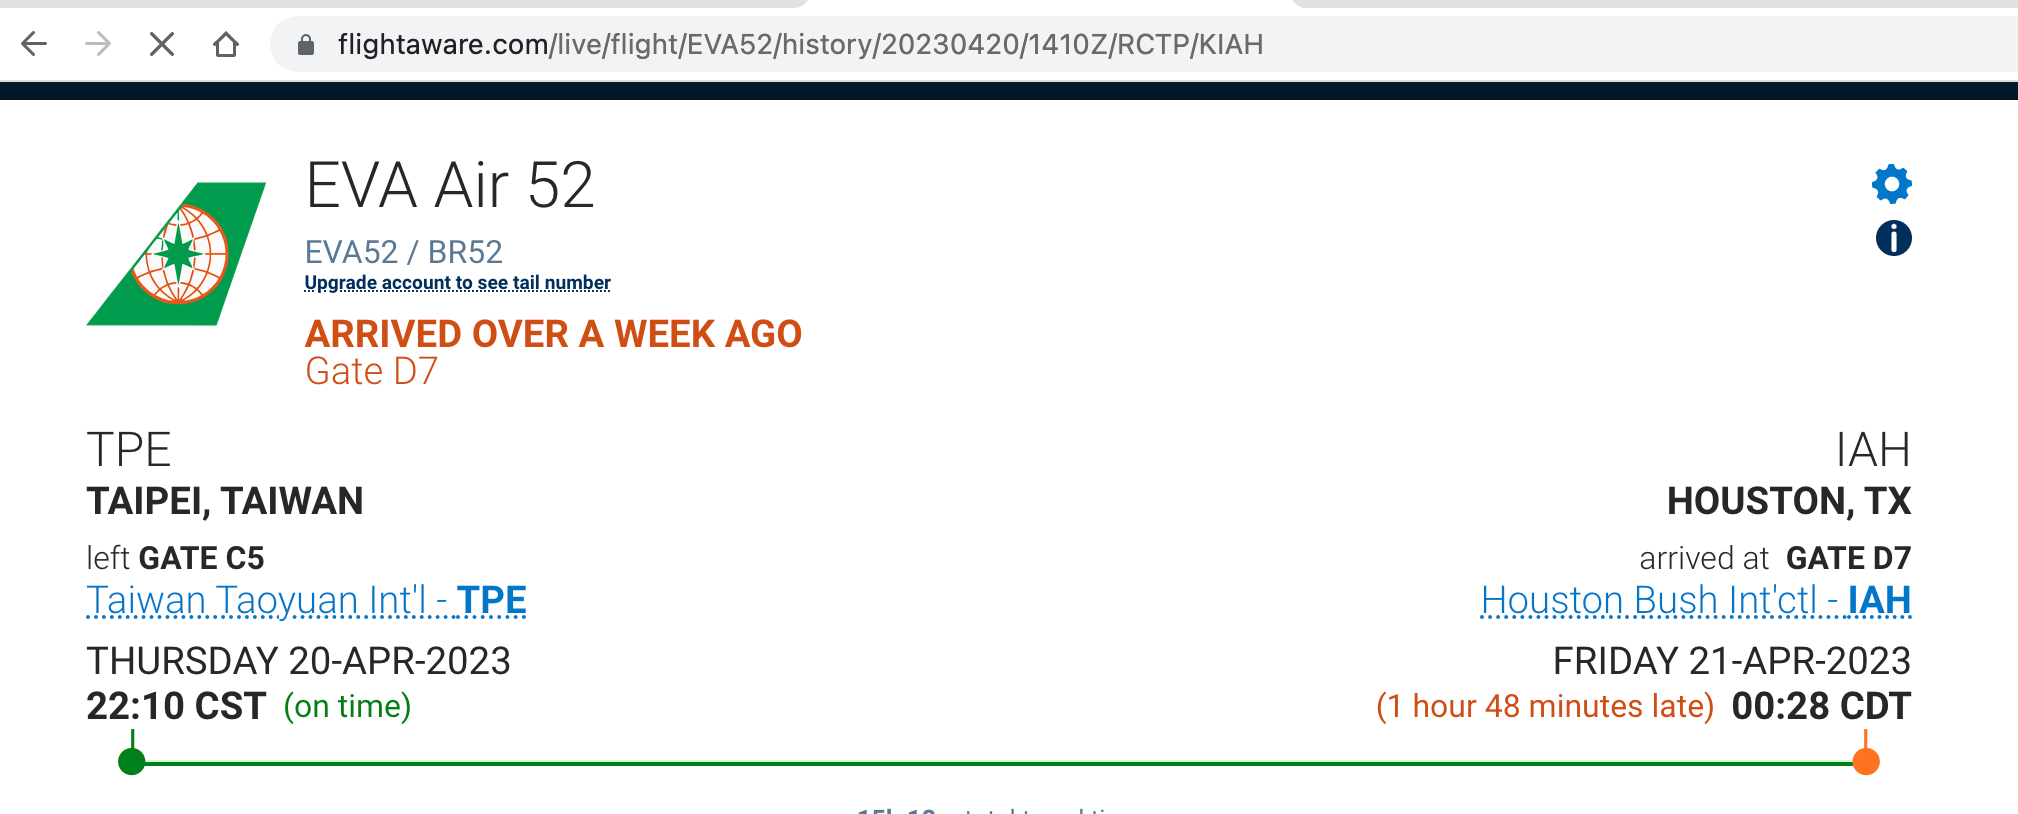 flightaware.com/live/flight/EVA52/history/20230420/1410Z/RCTP/KIAH
EVA Air 52
EVA52 / BR52
Upgrade account to see tail number
ARRIVED OVER A WEEK AGO
Gate D7
TPE
TAIPEI, TAIWAN
left GATE C5
Taiwan Taoyuan Int'l - TPE
THURSDAY 20-APR-2023
22:10 CST (on time)
IAH
HOUSTON, TX
arrived at GATE D7
Houston Bush Int'ctl - IAH
FRIDAY 21-APR-2023
(1 hour 48 minutes late) 00:28 CDT